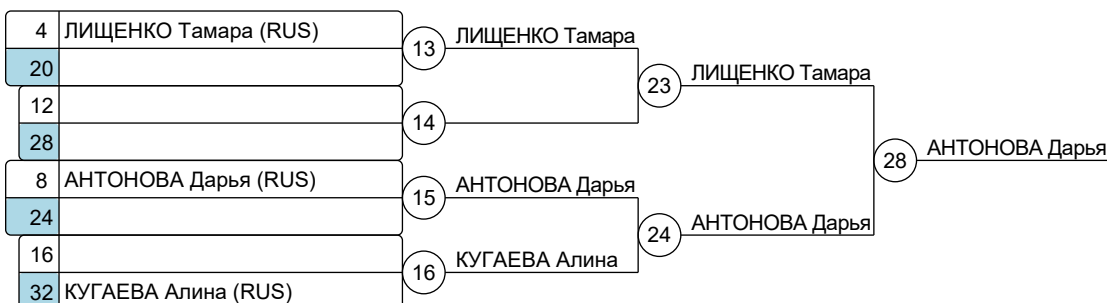 4 ЛИЩЕНКО Тамара (RUS)
13 ЛИЩЕНКО Тамара
20
23 ЛИЩЕНКО Тамара
12
14
28
28 АНТОНОВА Дарья
8 АНТОНОВА Дарья (RUS)
15 АНТОНОВА Дарья
24
24 АНТОНОВА Дарья
16
16 КУГАЕВА Алина
32 КУГАЕВА Алина (RUS)